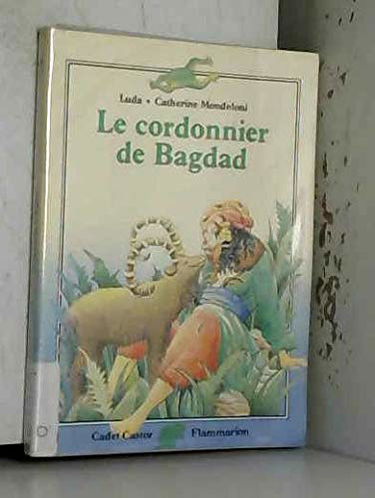 Luda • Catherine Mondoloni
Le cordonnier
de Bagdad
Cadet Castor Flammarion